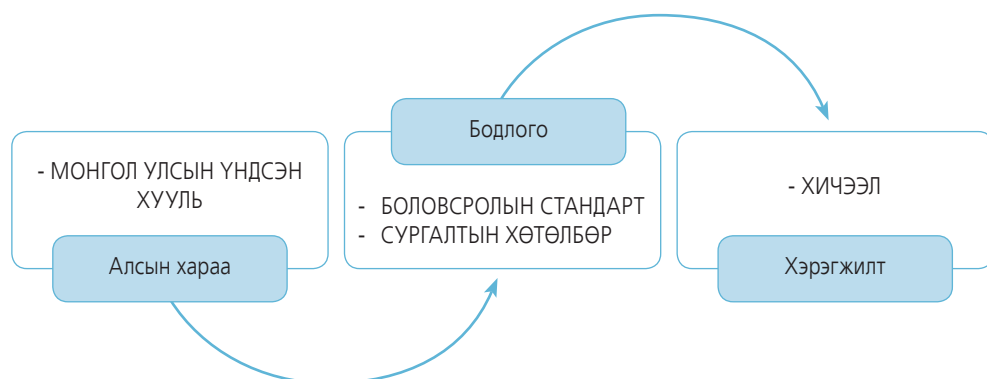 - МОНГОЛ УЛСЫН ҮНДСЭН
ХУУЛЬ
Алсын хараа
Бодлого
- БОЛОВСРОЛЫН СТАНДАРТ
- СУРГАЛТЫН ХӨТӨЛБӨР
- ХИЧЭЭЛ
Хэрэгжилт